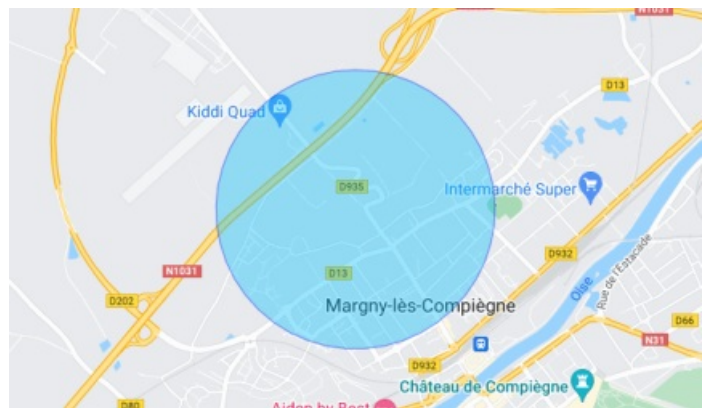 N1031
D13
Kiddi Quad
D935
Intermarché Super
D932
Rue de l'Estacade
Oise
N1031
D13
D202
Margny-lès-Compiègne
D66
N31
D932
Château de Compiègne
D80
Aiden by Best